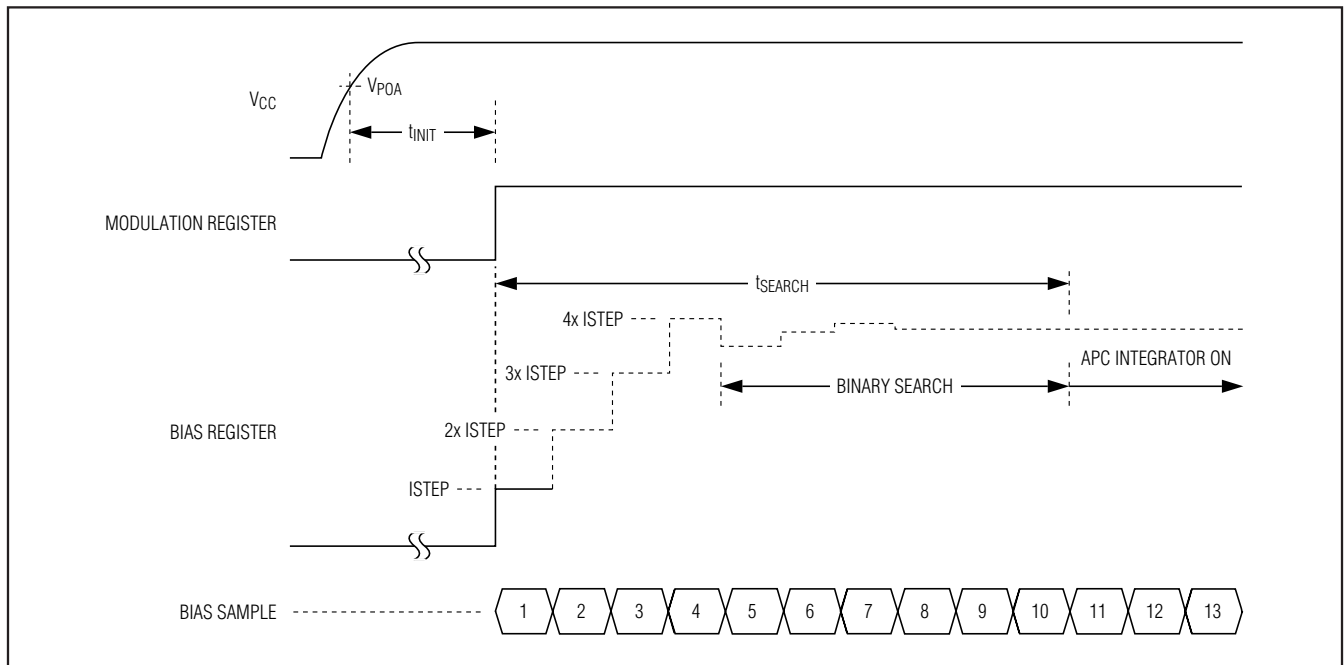 VCC
VPOA
tINIT
MODULATION REGISTER
tSEARCH
4x ISTEP
3x ISTEP
APC INTEGRATOR ON
BINARY SEARCH
2x ISTEP
BIAS REGISTER
ISTEP
BIAS SAMPLE
1 2 3 4 5 6 7 8 9 10 11 12 13